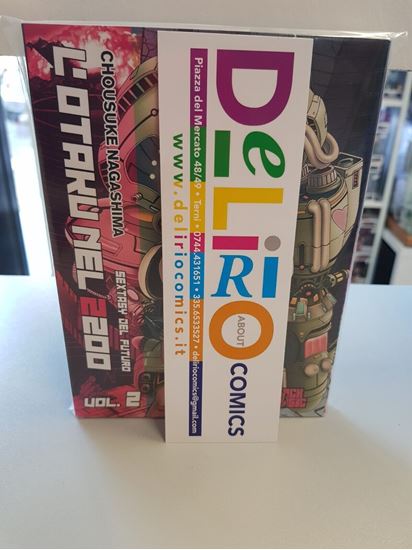 CHOUSUKE NAGASHIMA
L'OTAKU NEL 2200
SEXTASY DEL FUTURO
VOL. 2
DeLiRiO
ABOUT
COMICS
Piazza del Mercato 48/49 • Terni • 0744.431651 • 335.6533527 • deliriocomics@gmail.com
www.deliriocomics.it